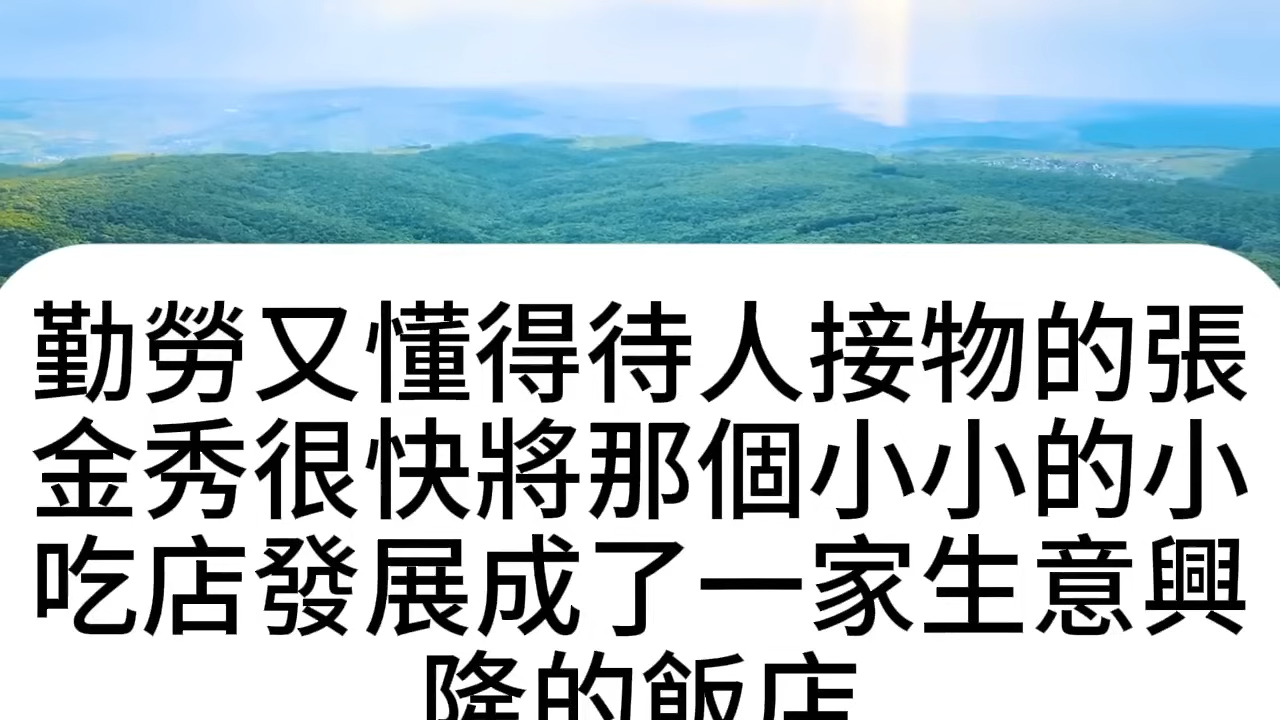 勤勞又懂得待人接物的張
金秀很快將那個小小的小
吃店發展成了一家生意興
隆的飯店